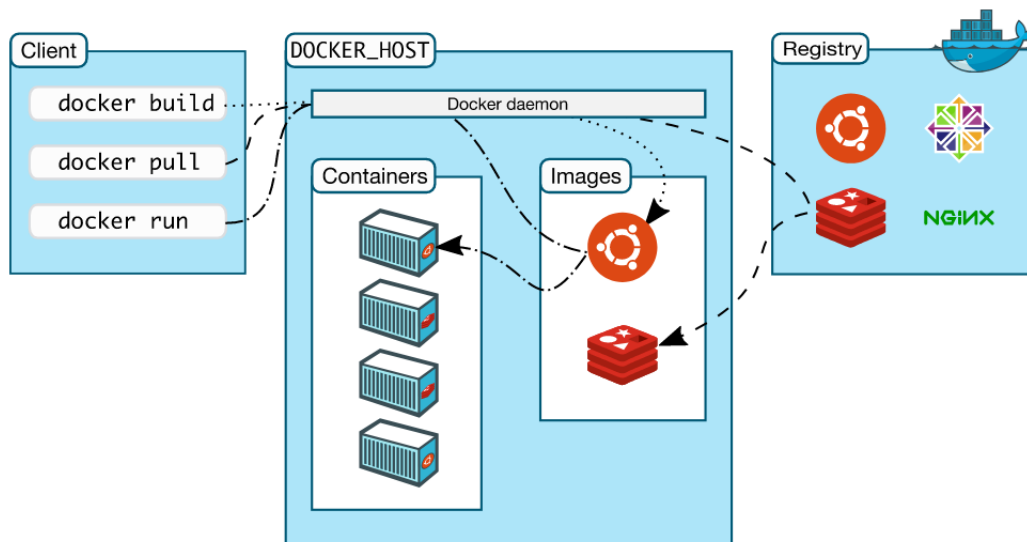 Client
docker build
docker pull
docker run
DOCKER_HOST
Docker daemon
Containers
Images
Registry
NGINX